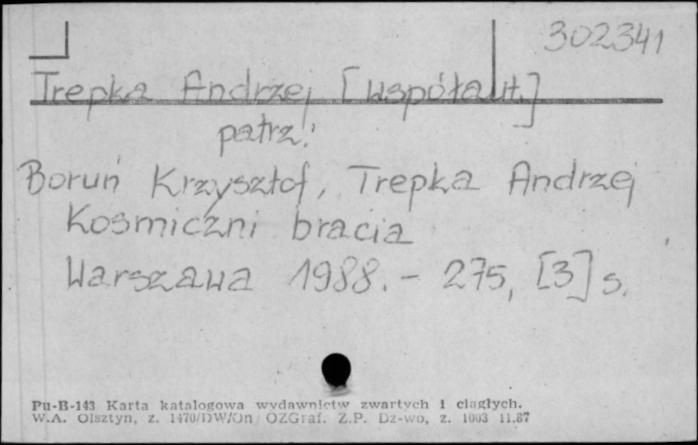 302341
Trepka Andrzej [współaut.]
patrz:
Boruń Krzysztof, Trepka Andrzej
Kosmiczni bracia
Warszawa 1988. - 275, [3] s.
Pu-B-143 Karta katalogowa wydawnictw zwartych i ciągłych.
W.A. Olsztyn, z. 1470/DW/On OZGraf. Z.P. Dz-wo, z. 1003 11.87